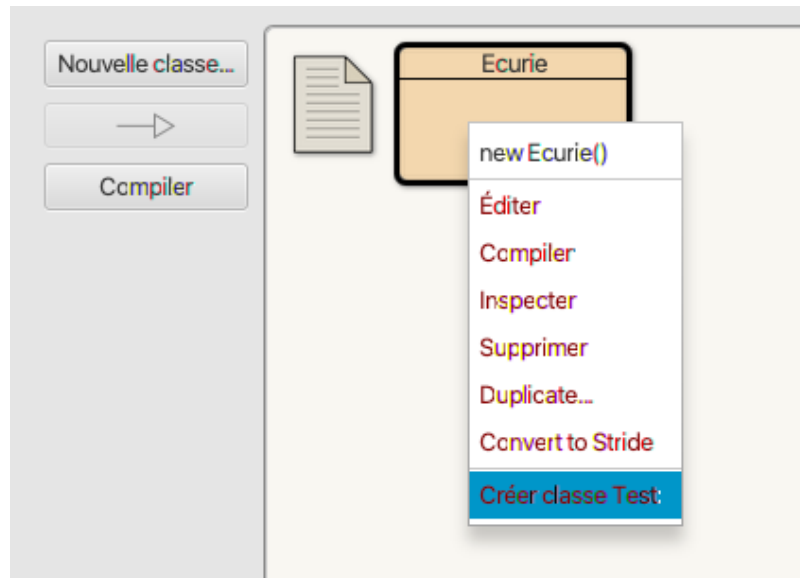 Nouvelle classe...
Compiler
Ecurie
new Ecurie()
Éditer
Compiler
Inspecter
Supprimer
Duplicate...
Convert to Stride
Créer classe Test: